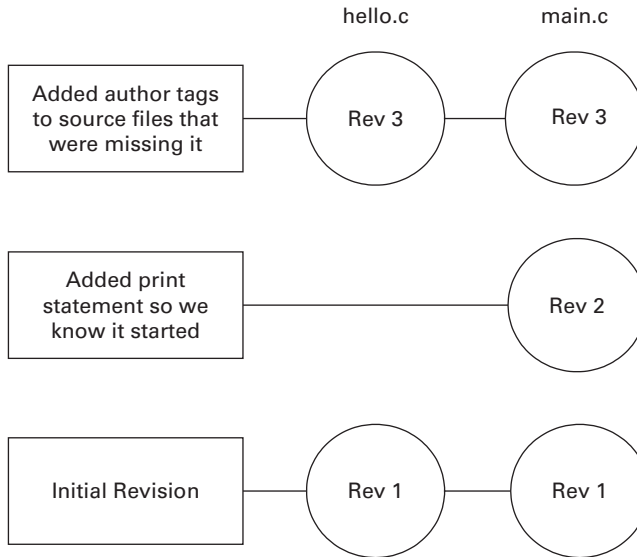 hello.c main.c
Added author tags
to source files that
were missing it
Rev 3 Rev 3
Added print
statement so we
know it started
Rev 2
Initial Revision
Rev 1 Rev 1